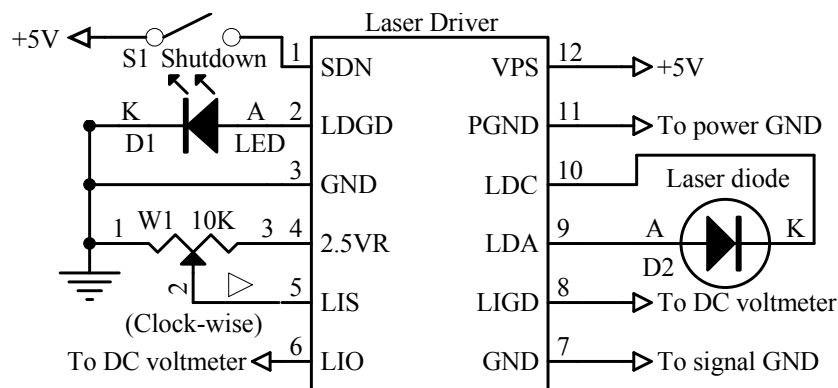 Laser Driver
+5V
S1 Shutdown
1 SDN
VPS 12 +5V
K A 2 LDGD
D1 LED
PGND 11 To power GND
3 GND
LDC 10
Laser diode
1 W1 10K 3 4 2.5VR
LDA 9 A K
D2
2 5 LIS
(Clock-wise)
LIGD 8 To DC voltmeter
To DC voltmeter 6 LIO
GND 7 To signal GND